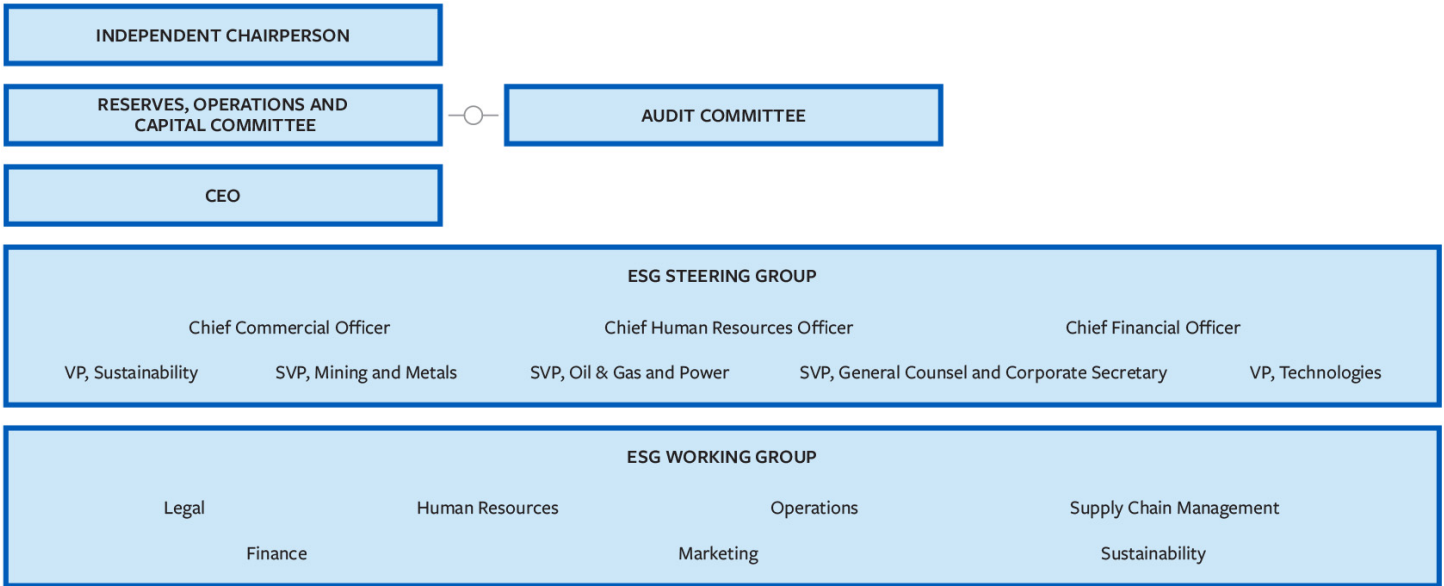 INDEPENDENT CHAIRPERSON
RESERVES, OPERATIONS AND
CAPITAL COMMITTEE
AUDIT COMMITTEE
CEO
ESG STEERING GROUP
Chief Commercial Officer
Chief Human Resources Officer
Chief Financial Officer
VP, Sustainability
SVP, Mining and Metals
SVP, Oil & Gas and Power
SVP, General Counsel and Corporate Secretary
VP, Technologies
ESG WORKING GROUP
Legal
Human Resources
Operations
Supply Chain Management
Finance
Marketing
Sustainability